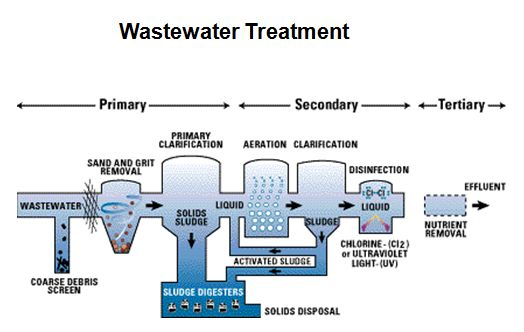 Wastewater Treatment
Primary
Secondary
Tertiary
PRIMARY
CLARIFICATION
AERATION
CLARIFICATION
SAND AND GRIT
REMOVAL
DISINFECTION
Cl-Cl
EFFLUENT
WASTEWATER
SOLIDS
SLUDGE
LIQUID
SLUDGE
LIQUID
NUTRIENT
REMOVAL
CHLORINE-(Cl2)
or ULTRAVIOLET
LIGHT-(UV)
COARSE DEBRIS
SCREEN
ACTIVATED SLUDGE
SLUDGE DIGESTERS
SOLIDS DISPOSAL